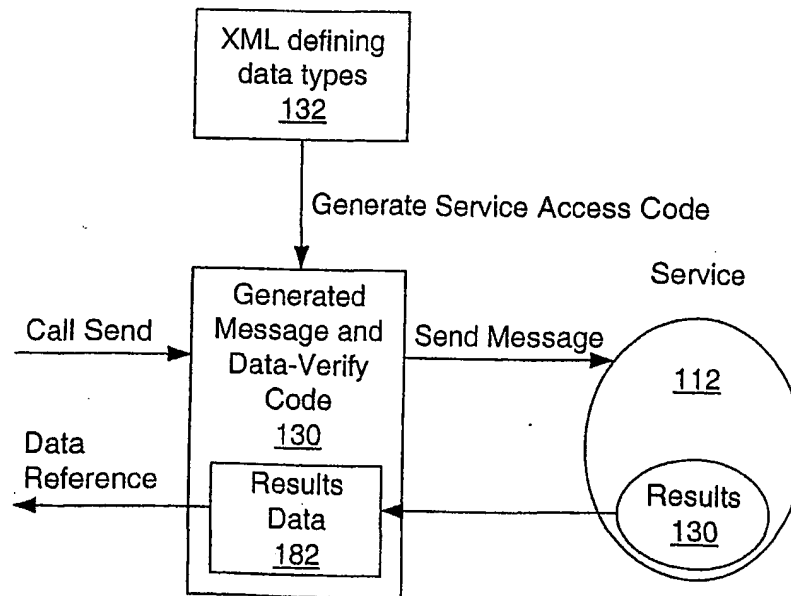 XML defining
data types
132
Generate Service Access Code
Service
Call Send
Generated
Message and
Data-Verify
Code
130
Send Message
112
Data
Reference
Results
Data
182
Results
130